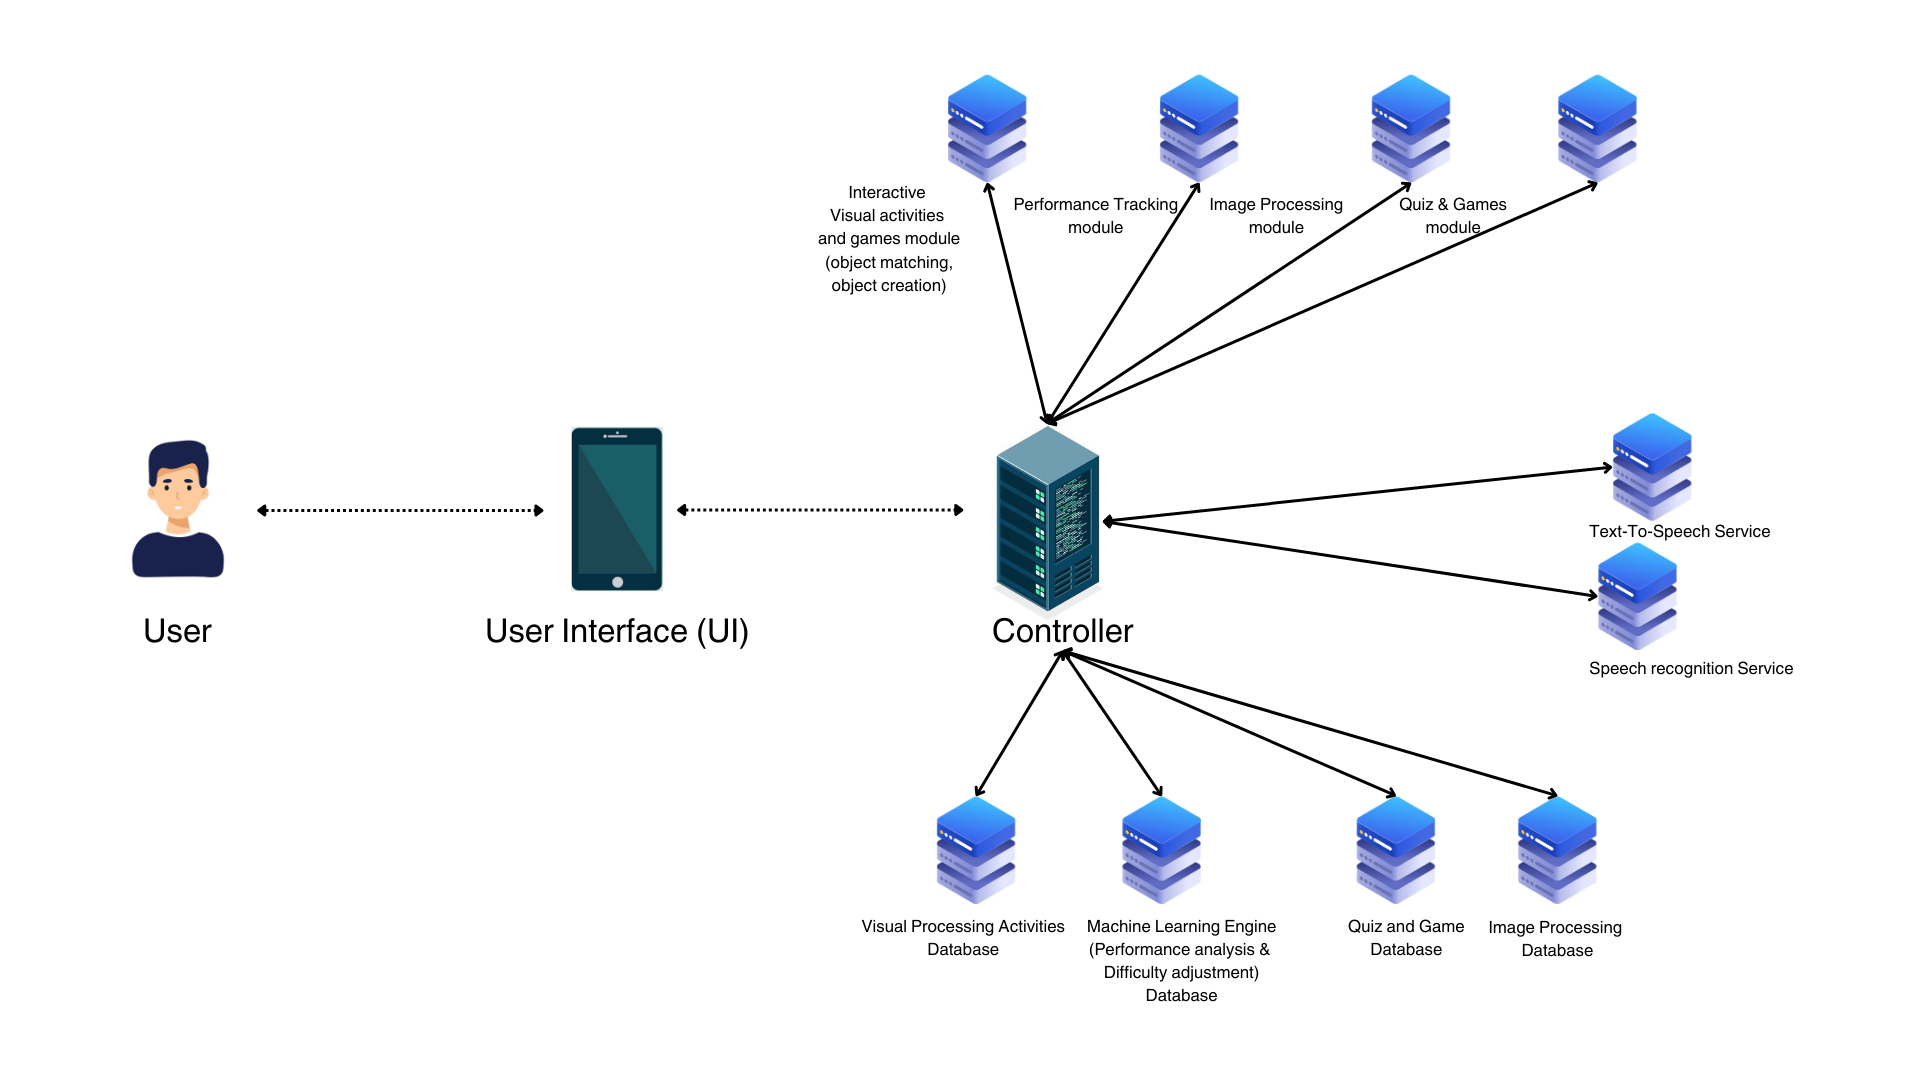 Interactive
Visual activities
and games module
(object matching,
object creation)
Performance Tracking
module
Image Processing
module
Quiz & Games
module
Text-To-Speech Service
Speech recognition Service
User
User Interface (UI)
Controller
Visual Processing Activities
Database
Machine Learning Engine
(Performance analysis &
Difficulty adjustment)
Database
Quiz and Game
Database
Image Processing
Database